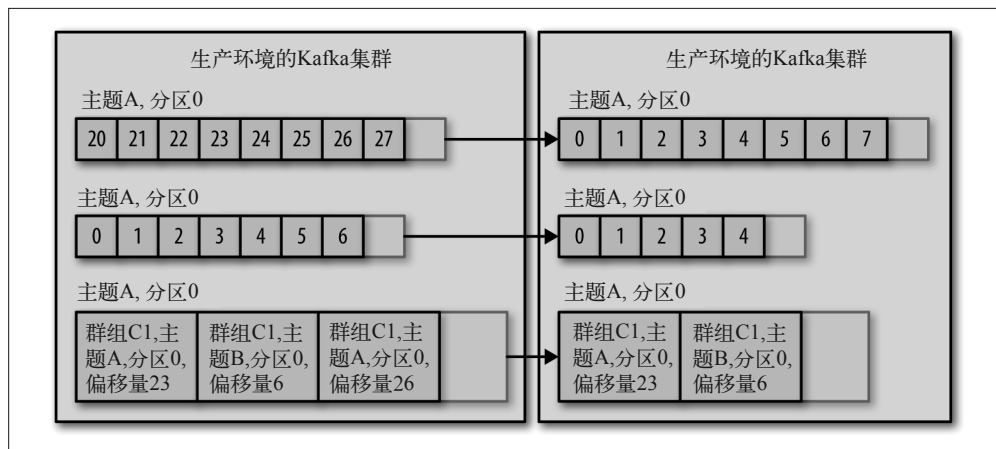 生产环境的Kafka集群
主题A, 分区0
20 21 22 23 24 25 26 27
主题A, 分区0
0 1 2 3 4 5 6
主题A, 分区0
群组C1,主
题A,分区0,
偏移量23
群组C1,主
题B,分区0,
偏移量6
群组C1,主
题A,分区0,
偏移量26
生产环境的Kafka集群
主题A, 分区0
0 1 2 3 4 5 6 7
主题A, 分区0
0 1 2 3 4
主题A, 分区0
群组C1,主
题A,分区0,
偏移量23
群组C1,主
题B,分区0,
偏移量6